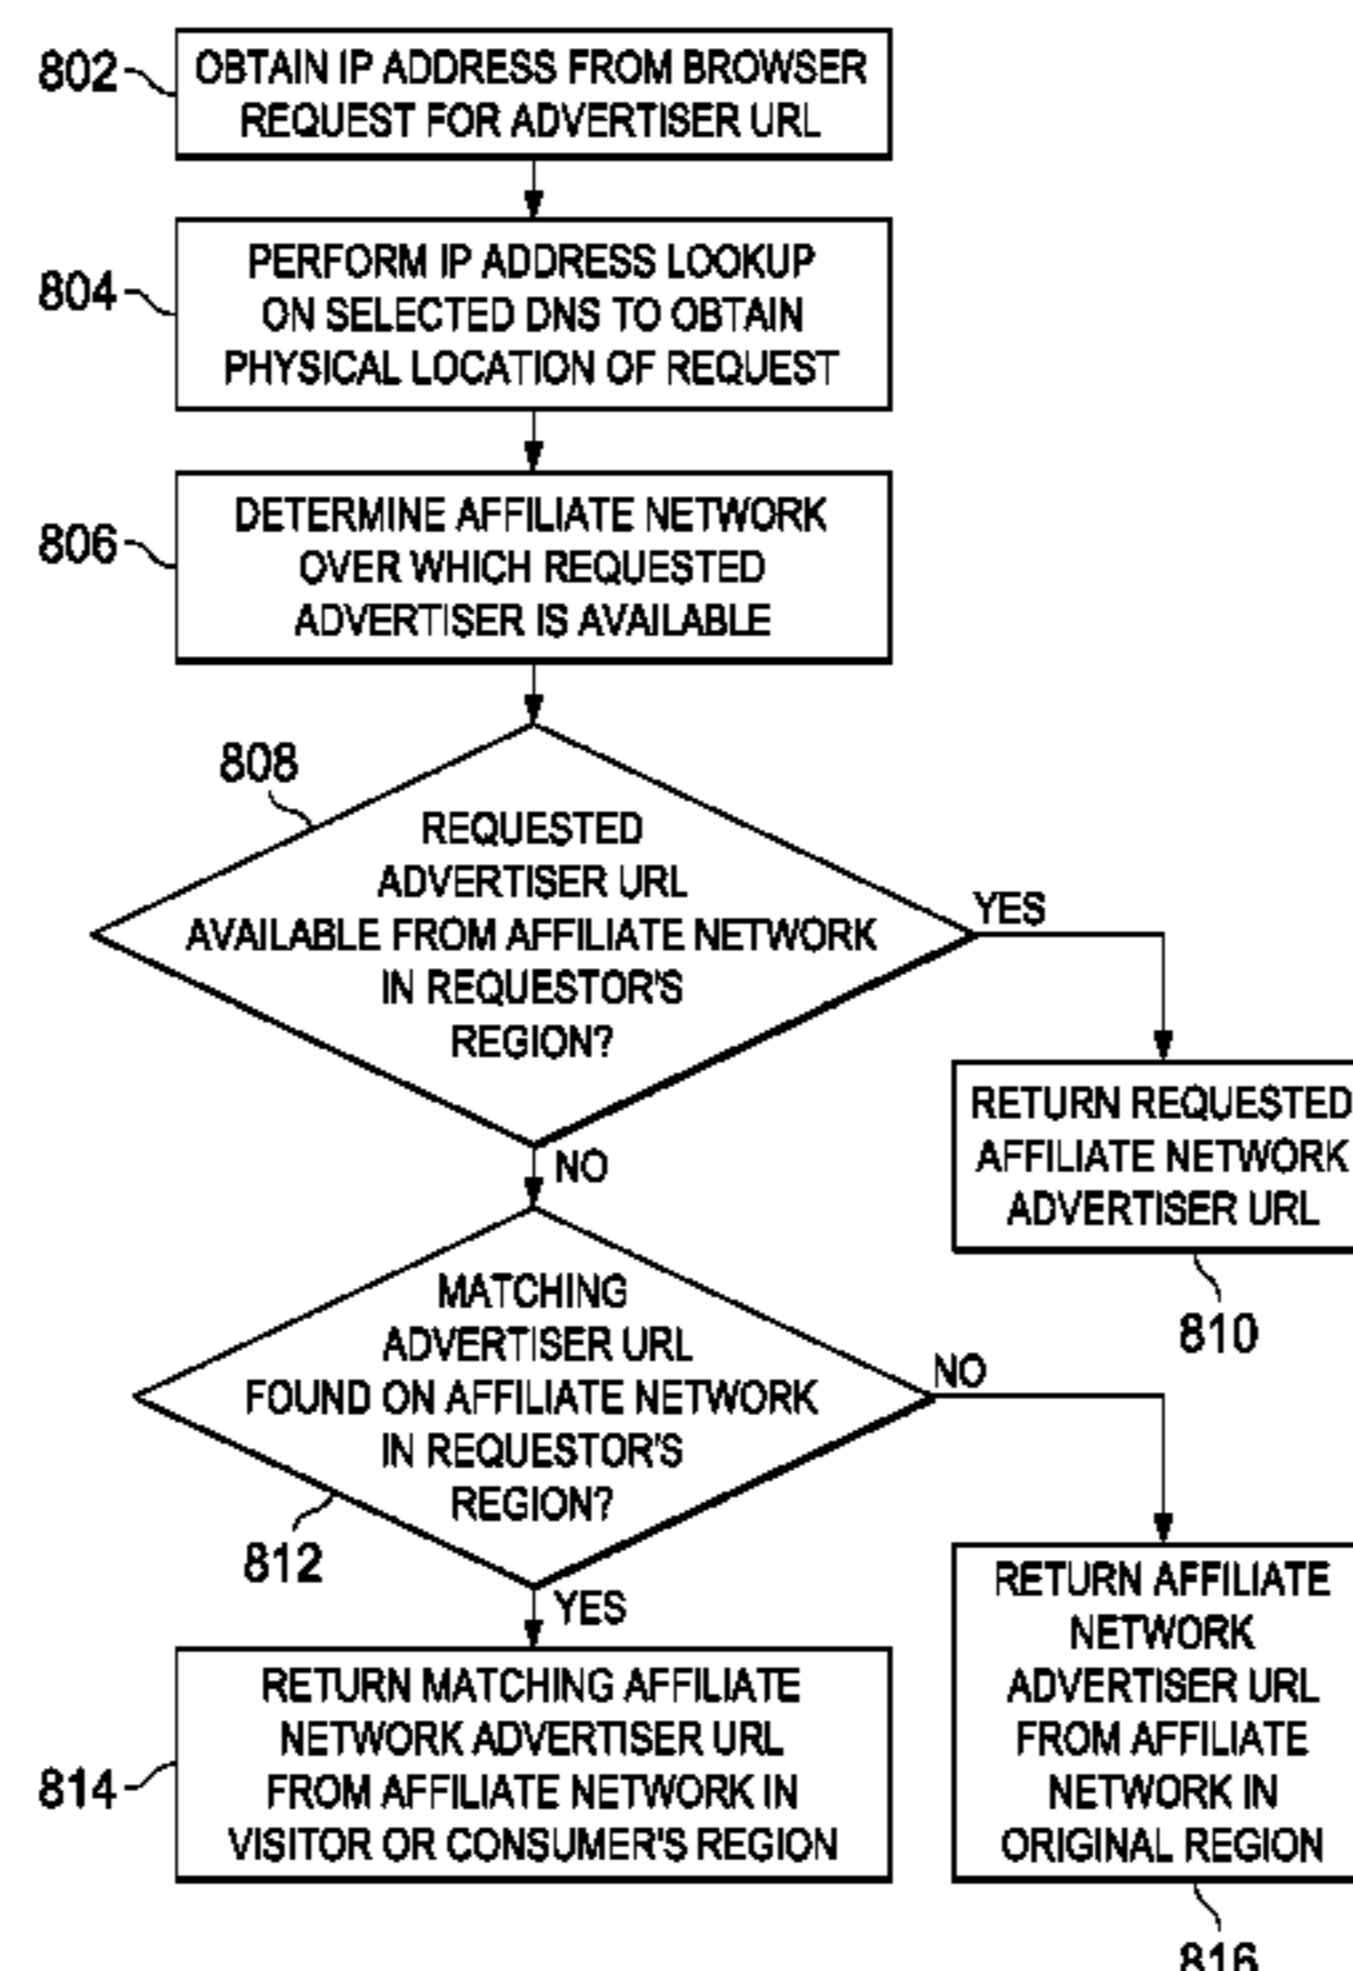 802
OBTAIN IP ADDRESS FROM BROWSER
REQUEST FOR ADVERTISER URL
804
PERFORM IP ADDRESS LOOKUP
ON SELECTED DNS TO OBTAIN
PHYSICAL LOCATION OF REQUEST
806
DETERMINE AFFILIATE NETWORK
OVER WHICH REQUESTED
ADVERTISER IS AVAILABLE
808
REQUESTED
ADVERTISER URL
AVAILABLE FROM AFFILIATE NETWORK
IN REQUESTOR'S
REGION?
YES
RETURN REQUESTED
AFFILIATE NETWORK
ADVERTISER URL
810
NO
MATCHING
ADVERTISER URL
FOUND ON AFFILIATE NETWORK
IN REQUESTOR'S
REGION?
812
NO
YES
814
RETURN MATCHING AFFILIATE
NETWORK ADVERTISER URL
FROM AFFILIATE NETWORK IN
VISITOR OR CONSUMER'S REGION
RETURN AFFILIATE
NETWORK
ADVERTISER URL
FROM AFFILIATE
NETWORK IN
ORIGINAL REGION
816